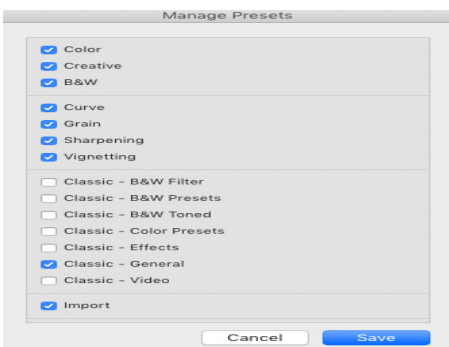 Manage Presets
Color
Creative
B&W
Curve
Grain
Sharpening
Vignetting
Classic - B&W Filter
Classic - B&W Presets
Classic - B&W Toned
Classic - Color Presets
Classic - Effects
Classic - General
Classic - Video
Import
Cancel Save